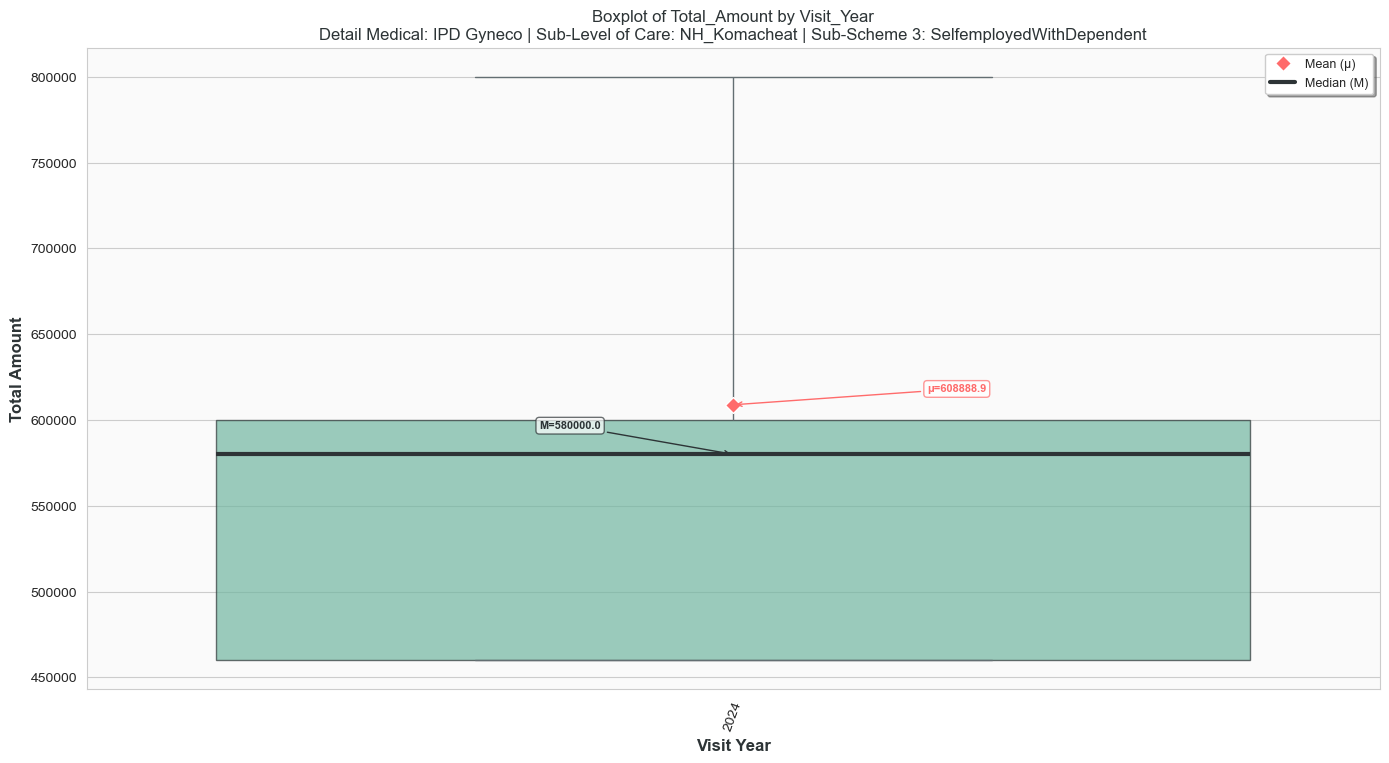 Boxplot of Total_Amount by Visit_Year
Detail Medical: IPD Gyneco | Sub-Level of Care: NH_Komacheat | Sub-Scheme 3: SelfemployedWithDependent
Mean (μ)
Median (M)
800000
750000
700000
650000
600000
550000
500000
450000
Total Amount
μ=608888.9
M=580000.0
2024
Visit Year